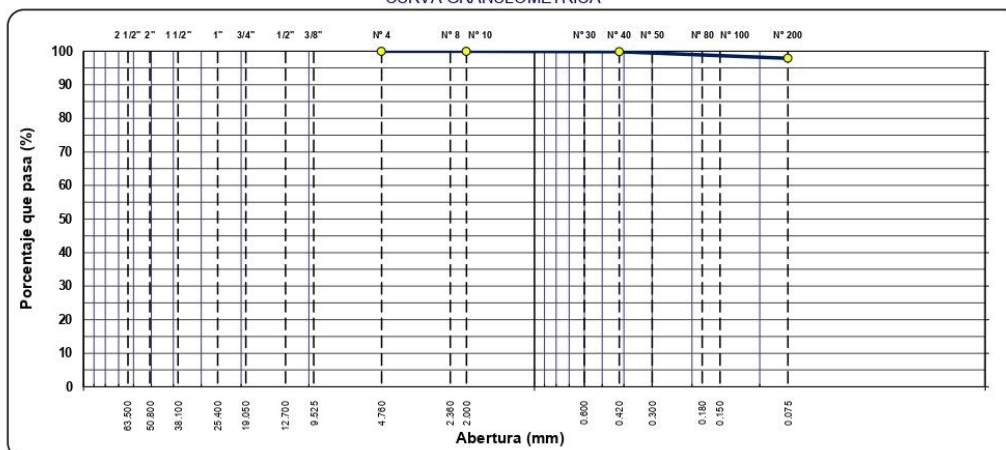 CURVA GRANULOMÉTRICA
2 1/2" 2" 1 1/2" 1" 3/4" 1/2" 3/8" N° 4 N° 8 N° 10 N° 30 N° 40 N° 50 N° 80 N° 100 N° 200
100
90
80
70
60
50
40
30
20
10
0
Porcentaje que pasa (%)
63.500 50.800 38.100 25.400 19.050 12.700 9.525 4.760 2.360 2.000 0.600 0.420 0.300 0.180 0.150 0.075
Abertura (mm)